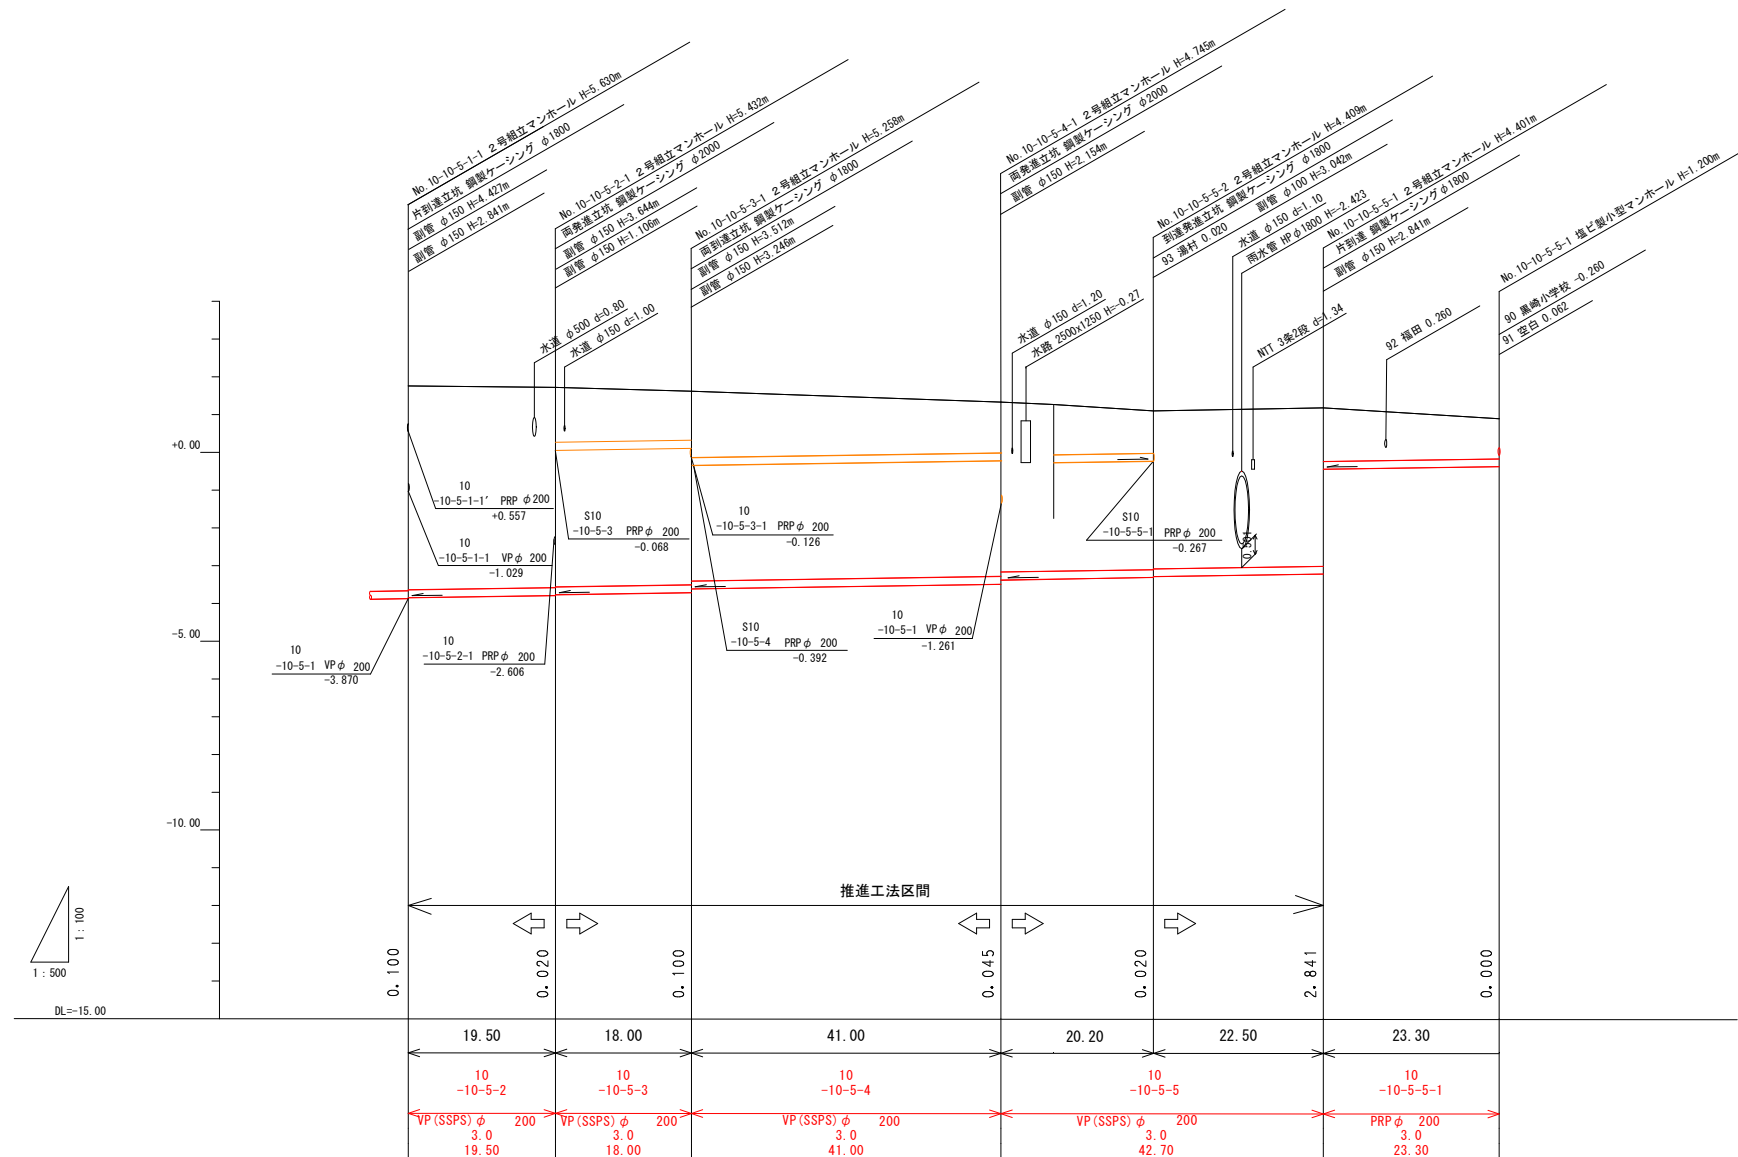 No.10-10-5-1-1 2号組立マンホール H=5.630m
片到達立坑 鋼製ケーシング φ1800
副管 φ150 H=4.427m
副管 φ150 H=2.841m
No.10-10-5-2-1 2号組立マンホール H=5.432m
両発進立坑 鋼製ケーシング φ2000
副管 φ150 H=3.644m
副管 φ150 H=1.106m
No.10-10-5-3-1 2号組立マンホール H=5.258m
両到達立坑 鋼製ケーシング φ1800
副管 φ150 H=3.512m
副管 φ150 H=3.246m
No.10-10-5-4-1 2号組立マンホール H=4.745m
両発進立坑 鋼製ケーシング φ2000
副管 φ150 H=2.154m
No.10-10-5-5-2 2号組立マンホール H=4.409m
到達発進立坑 鋼製ケーシング φ1800
副管 φ100 H=3.042m
93 湯村 0.020
水道 φ150 d=1.10
雨水管 HPφ1800 H=-2.423
No.10-10-5-5-1 2号組立マンホール H=4.401m
片到達 鋼製ケーシングφ1800
副管 φ150 H=2.841m
No.10-10-5-5-1 塩ビ製小型マンホール H=1.200m
90 黒崎小学校 -0.260
91 空白 0.062
水道 φ500 d=0.80
水道 φ150 d=1.00
水道 φ150 d=1.20
水路 2500x1250 H=-0.27
NTT 3条2段 d=1.34
92 福田 0.260
+0.00
-5.00
-10.00
10
-10-5-1-1′ PRP φ200
+0.557
10
-10-5-1-1 VPφ 200
-1.029
S10
-10-5-3 PRPφ 200
-0.068
10
-10-5-3-1 PRPφ 200
-0.126
S10
-10-5-5-1 PRPφ 200
-0.267
0.501
10
-10-5-1 VPφ 200
-3.870
10
-10-5-2-1 PRPφ 200
-2.606
S10
-10-5-4 PRPφ 200
-0.392
10
-10-5-1 VPφ 200
-1.261
推進工法区間
1:100
1:500
DL=-15.00
0.100
0.020
0.100
0.045
0.020
2.841
0.000
19.50 18.00 41.00 20.20 22.50 23.30
10
-10-5-2
10
-10-5-3
10
-10-5-4
10
-10-5-5
10
-10-5-5-1
VP(SSPS)φ 200
3.0
19.50
VP(SSPS)φ 200
3.0
18.00
VP(SSPS)φ 200
3.0
41.00
VP(SSPS)φ 200
3.0
42.70
PRPφ 200
3.0
23.30